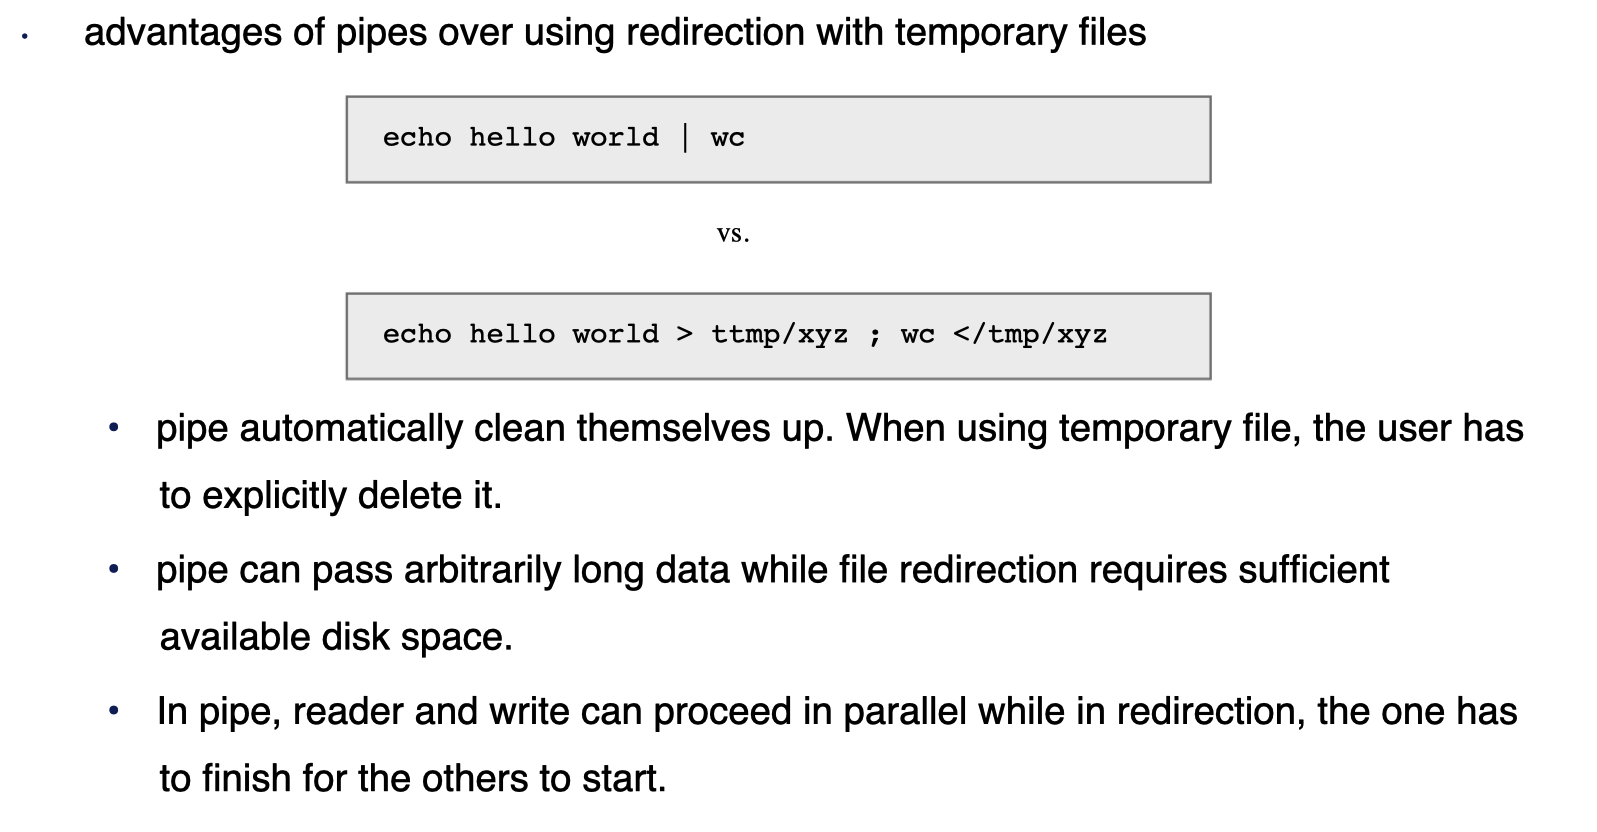 advantages of pipes over using redirection with temporary files
echo hello world | wc
vs.
echo hello world > ttmp/xyz ; wc </tmp/xyz
pipe automatically clean themselves up. When using temporary file, the user has
to explicitly delete it.
pipe can pass arbitrarily long data while file redirection requires sufficient
available disk space.
In pipe, reader and write can proceed in parallel while in redirection, the one has
to finish for the others to start.